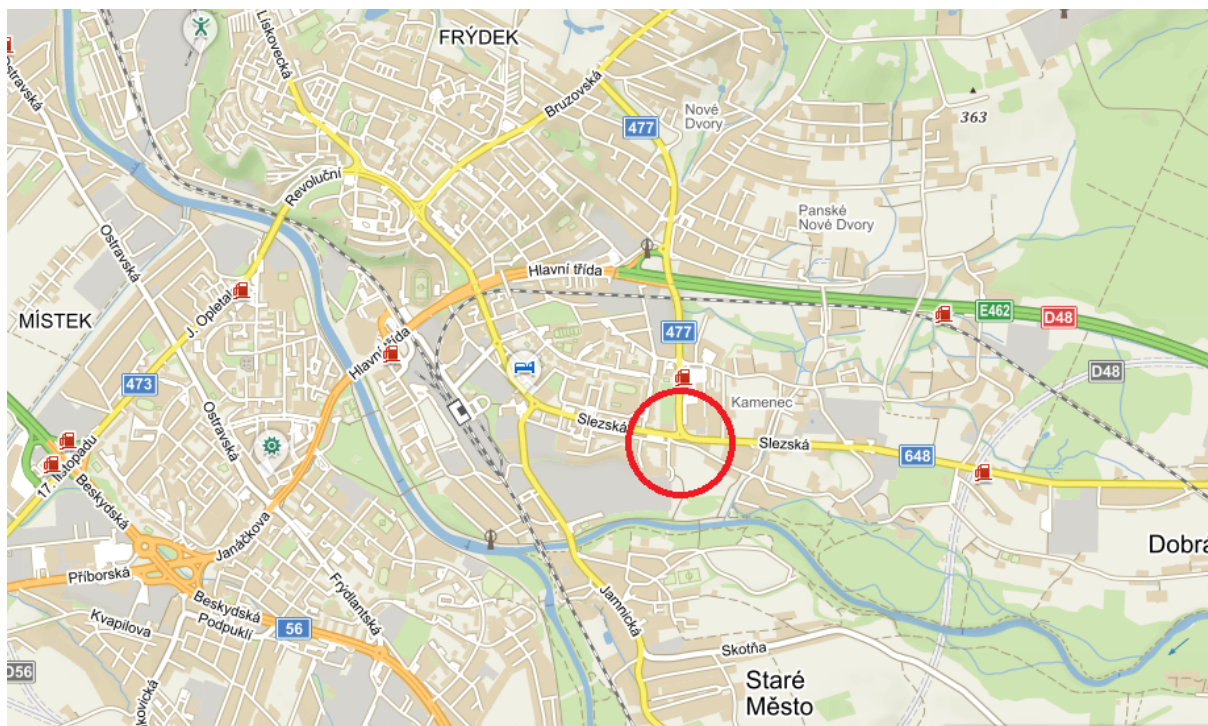 FRÝDEK
Lískovecká
Ostravská
Bruzovská
Nové
Dvory
477
363
Revoluční
Panské
Nové Dvory
Ostravská
Hlavní třída
E462
D48
J. Opletala
MÍSTEK
Hlavní třída
477
D48
473
Kamenec
Ostravská
Slezská
Slezská
648
17. listopadu
Beskydská
Janáčkova
Dobrá
Příborská
Frýdlantská
Beskydská
Podpuklí
56
Kvapilova
Jamnická
Skotňa
D56
Staré
Město